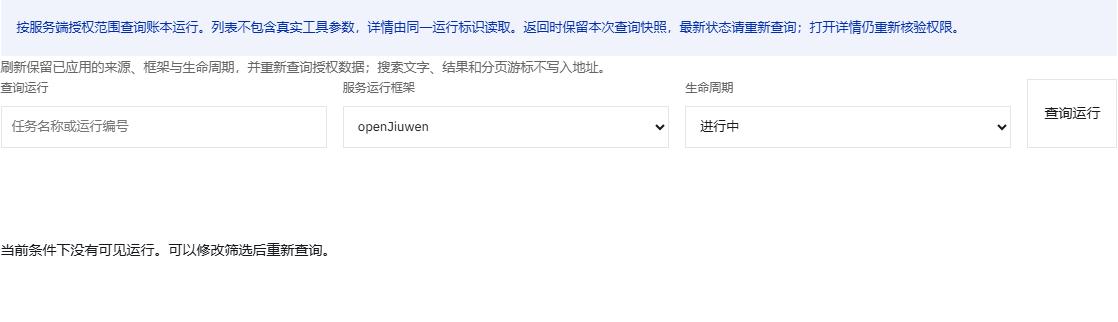 按服务端授权范围查询账本运行。列表不包含真实工具参数，详情由同一运行标识读取。返回时保留本次查询快照，最新状态请重新查询；打开详情仍重新核验权限。
刷新保留已应用的来源、框架与生命周期，并重新查询授权数据；搜索文字、结果和分页游标不写入地址。
查询运行 服务运行框架 生命周期
任务名称或运行编号 openJiuwen 进行中 查询运行
当前条件下没有可见运行。可以修改筛选后重新查询。